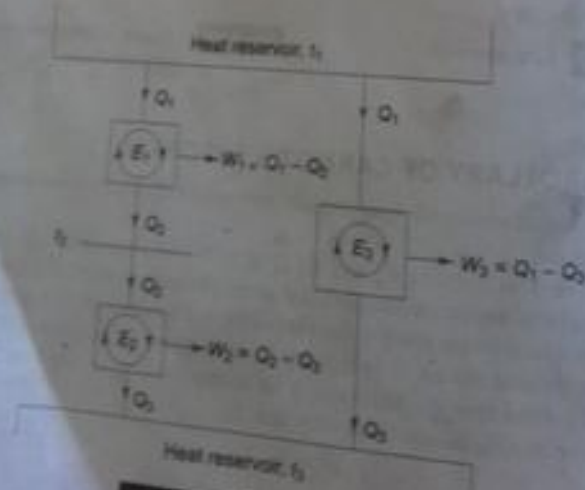 Heat reservoir, t₁
Q₁
Q₁
E₁
W₁ = Q₁ – Q₂
Q₂
t₂
E₃
W₃ = Q₁ – Q₃
Q₂
E₂
W₂ = Q₂ – Q₃
Q₃
Q₃
Heat reservoir, t₃